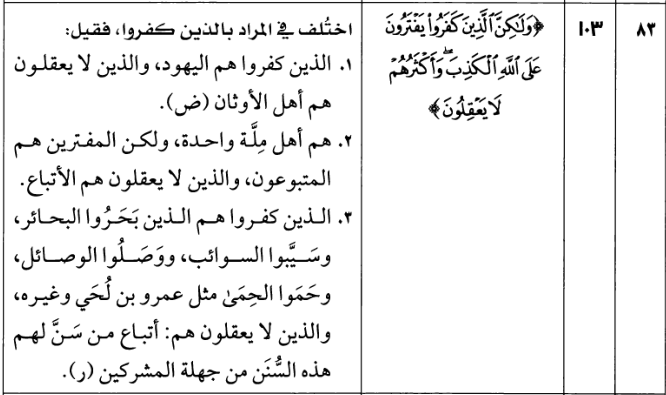 ٨٣
١٠٣
﴿وَلَٰكِنَّ ٱلَّذِينَ كَفَرُواْ يَفۡتَرُونَ
عَلَى ٱللَّهِ ٱلۡكَذِبَۖ وَأَكۡثَرُهُمۡ
لَا يَعۡقِلُونَ﴾
اختُلف في المراد بالذين كفروا، فقيل:
١. الذين كفروا هم اليهود، والذين لا يعقلون
هم أهل الأوثان (ض).
٢. هم أهل مِلَّة واحدة، ولكن المفترين هم
المتبوعون، والذين لا يعقلون هم الأتباع.
٣. الذين كفروا هم الذين بَحَرُوا البحائر،
وسَيَّبوا السوائب، ووَصَلُوا الوصائل،
وحَمَوا الحِمَىٰ مثل عمرو بن لُحَي وغيره،
والذين لا يعقلون هم: أتباع من سَنَّ لهم
هذه السُّنَن من جهلة المشركين (ر).